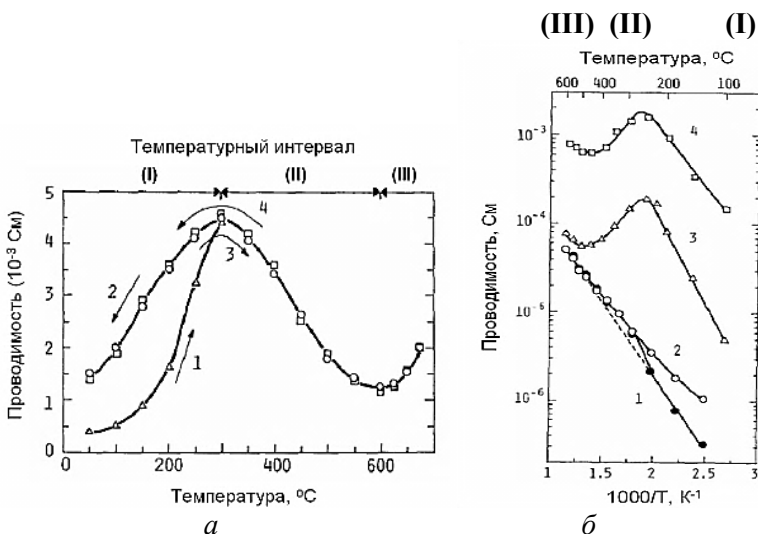 (III) (II) (I)
Температура, ºC
600 400 200 100
Температурный интервал
(I) (II) (III)
5
4
3
2
1
0
Проводимость (10⁻³ См)
4
3
2
1
0 200 400 600
Температура, ºC
а
10⁻³
10⁻⁴
10⁻⁵
10⁻⁶
Проводимость, См
4
3
2
1
1 1.5 2 2.5 3
1000/T, K⁻¹
б